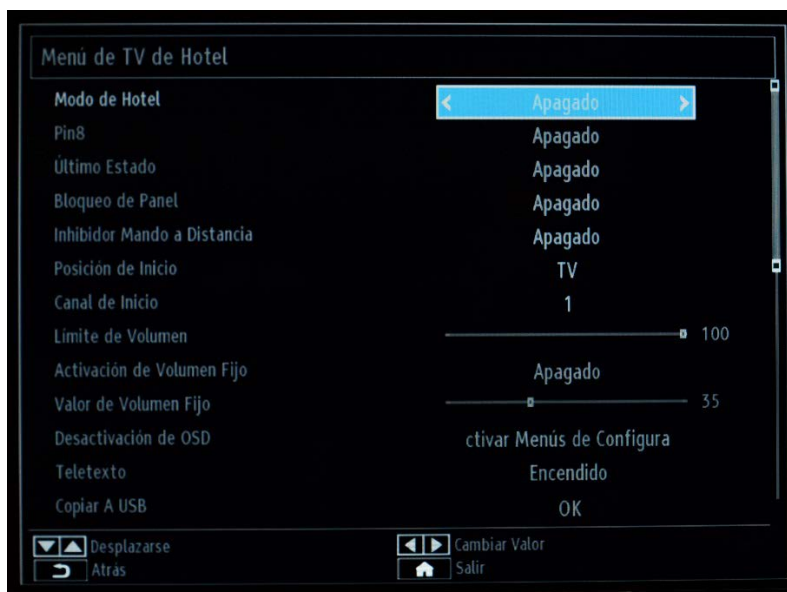 Menú de TV de Hotel
Modo de Hotel Apagado
Pin8 Apagado
Último Estado Apagado
Bloqueo de Panel Apagado
Inhibidor Mando a Distancia Apagado
Posición de Inicio TV
Canal de Inicio 1
Límite de Volumen 100
Activación de Volumen Fijo Apagado
Valor de Volumen Fijo 35
Desactivación de OSD ctivar Menús de Configura
Teletexto Encendido
Copiar A USB OK
Desplazarse Cambiar Valor
Atrás Salir